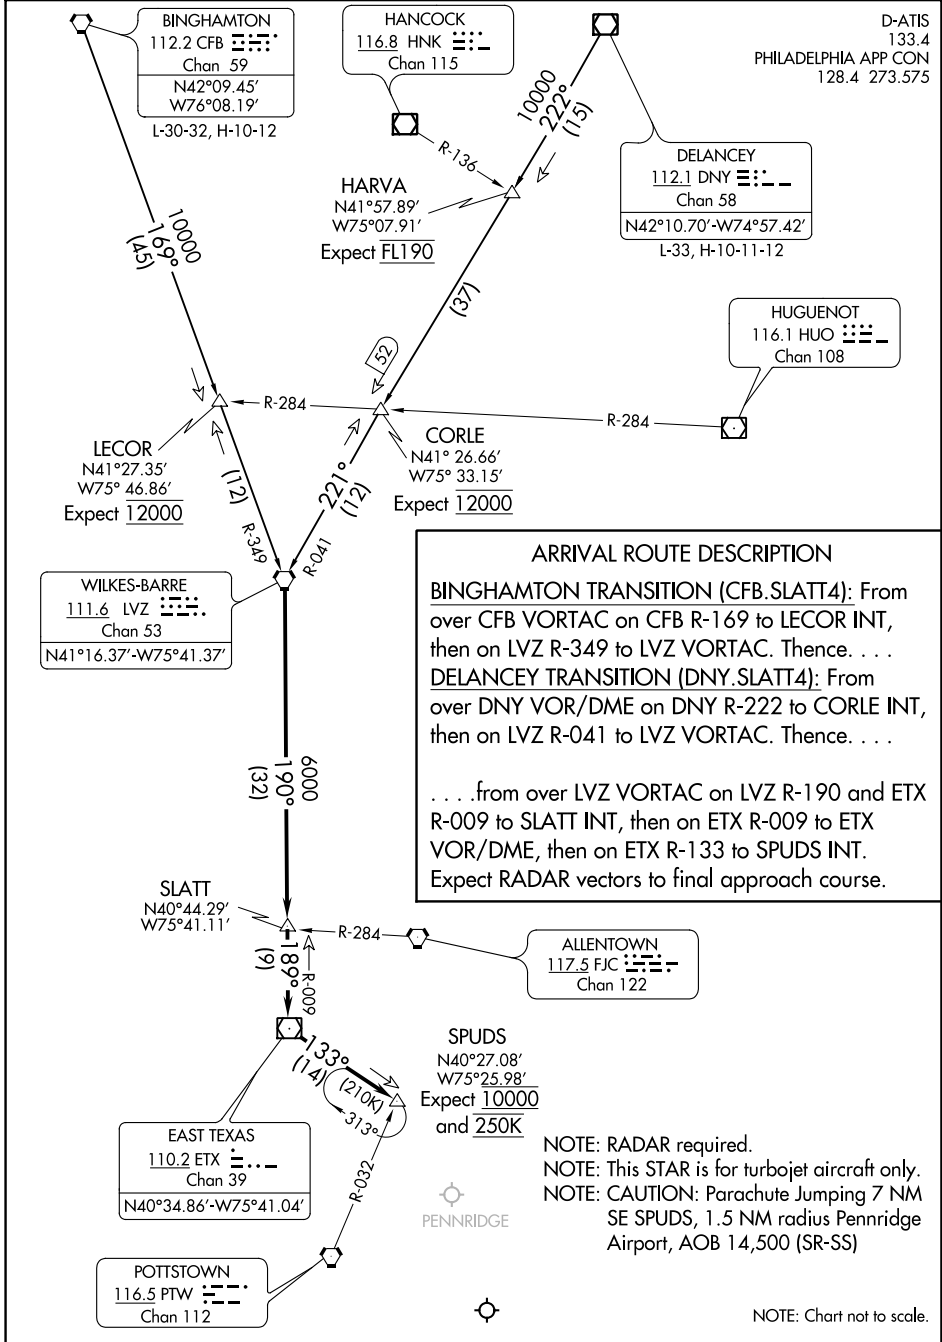 BINGHAMTON
112.2 CFB
Chan 59
N42°09.45'
W76°08.19'
L-30-32, H-10-12
HANCOCK
116.8 HNK
Chan 115
D-ATIS
133.4
PHILADELPHIA APP CON
128.4 273.575
10000
222°
(15)
R-136
DELANCEY
112.1 DNY
Chan 58
N42°10.70'-W74°57.42'
L-33, H-10-11-12
HARVA
N41°57.89'
W75°07.91'
Expect FL190
10000
169°
(45)
(37)
52
HUGUENOT
116.1 HUO
Chan 108
R-284
R-284
LECOR
N41°27.35'
W75° 46.86'
Expect 12000
CORLE
N41° 26.66'
W75° 33.15'
Expect 12000
(12)
R-349
221°
(12)
R-041
WILKES-BARRE
111.6 LVZ
Chan 53
N41°16.37'-W75°41.37'
ARRIVAL ROUTE DESCRIPTION
BINGHAMTON TRANSITION (CFB.SLATT4): From
over CFB VORTAC on CFB R-169 to LECOR INT,
then on LVZ R-349 to LVZ VORTAC. Thence. . . .
DELANCEY TRANSITION (DNY.SLATT4): From
over DNY VOR/DME on DNY R-222 to CORLE INT,
then on LVZ R-041 to LVZ VORTAC. Thence. . . .
. . . .from over LVZ VORTAC on LVZ R-190 and ETX
R-009 to SLATT INT, then on ETX R-009 to ETX
VOR/DME, then on ETX R-133 to SPUDS INT.
Expect RADAR vectors to final approach course.
6000
190°
(32)
SLATT
N40°44.29'
W75°41.11'
R-284
ALLENTOWN
117.5 FJC
Chan 122
189°
(9)
R-009
133°
(14)
(210K)
313°
SPUDS
N40°27.08'
W75°25.98'
Expect 10000
and 250K
EAST TEXAS
110.2 ETX
Chan 39
N40°34.86'-W75°41.04'
R-032
PENNRIDGE
NOTE: RADAR required.
NOTE: This STAR is for turbojet aircraft only.
NOTE: CAUTION: Parachute Jumping 7 NM
SE SPUDS, 1.5 NM radius Pennridge
Airport, AOB 14,500 (SR-SS)
POTTSTOWN
116.5 PTW
Chan 112
NOTE: Chart not to scale.